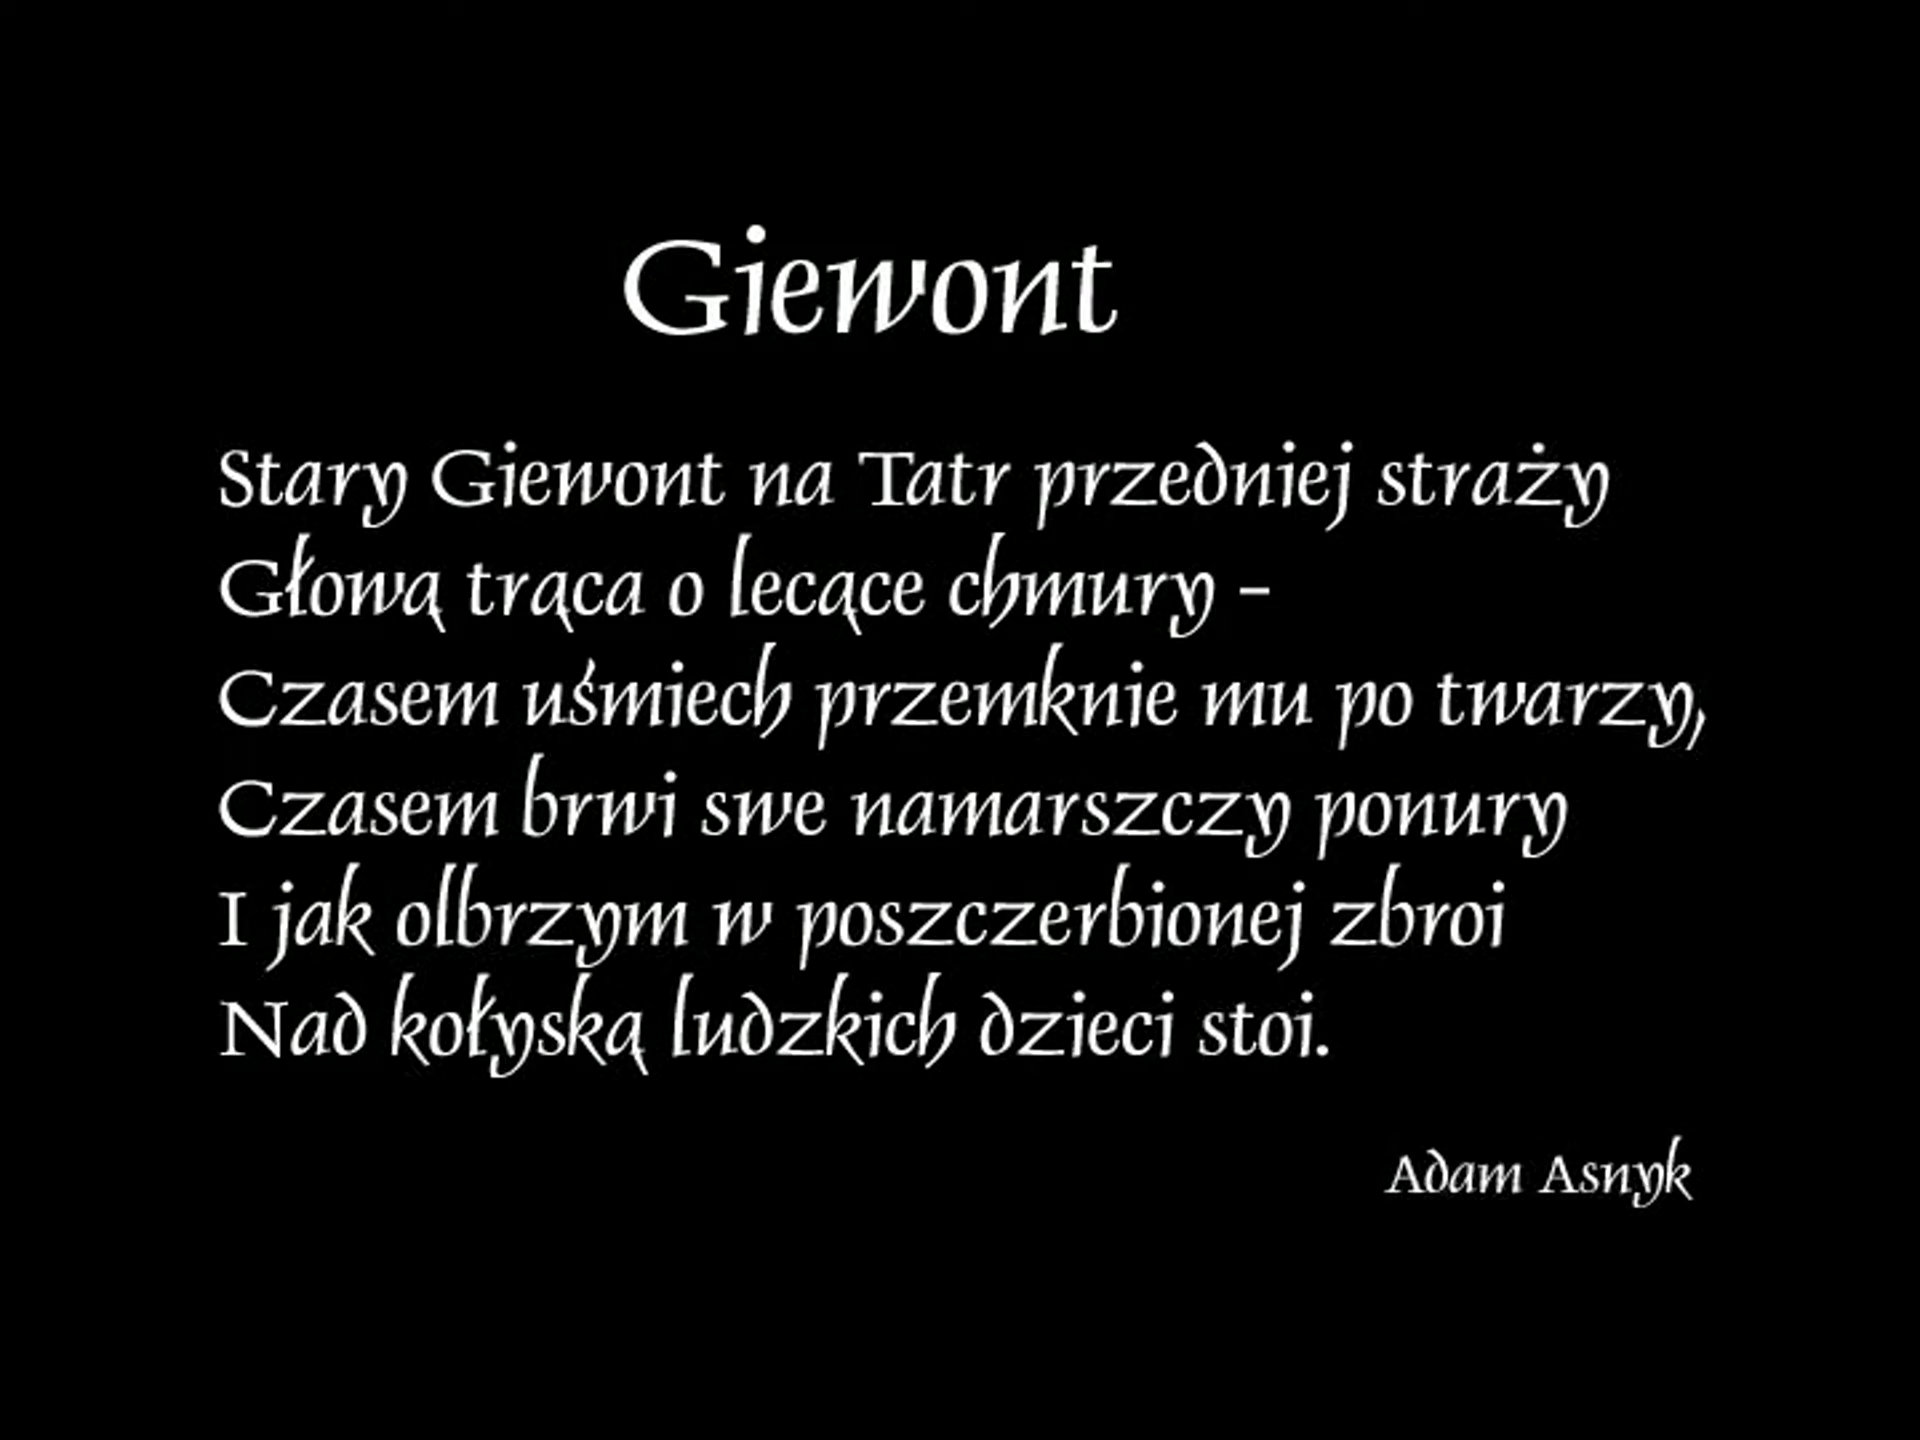 Giewont
Stary Giewont na Tatr przedniej straży
Głową trąca o lecące chmury –
Czasem uśmiech przemknie mu po twarzy,
Czasem brwi swe namarszczy ponury
I jak olbrzym w poszczerbionej zbroi
Nad kołyską ludzkich dzieci stoi.
Adam Asnyk